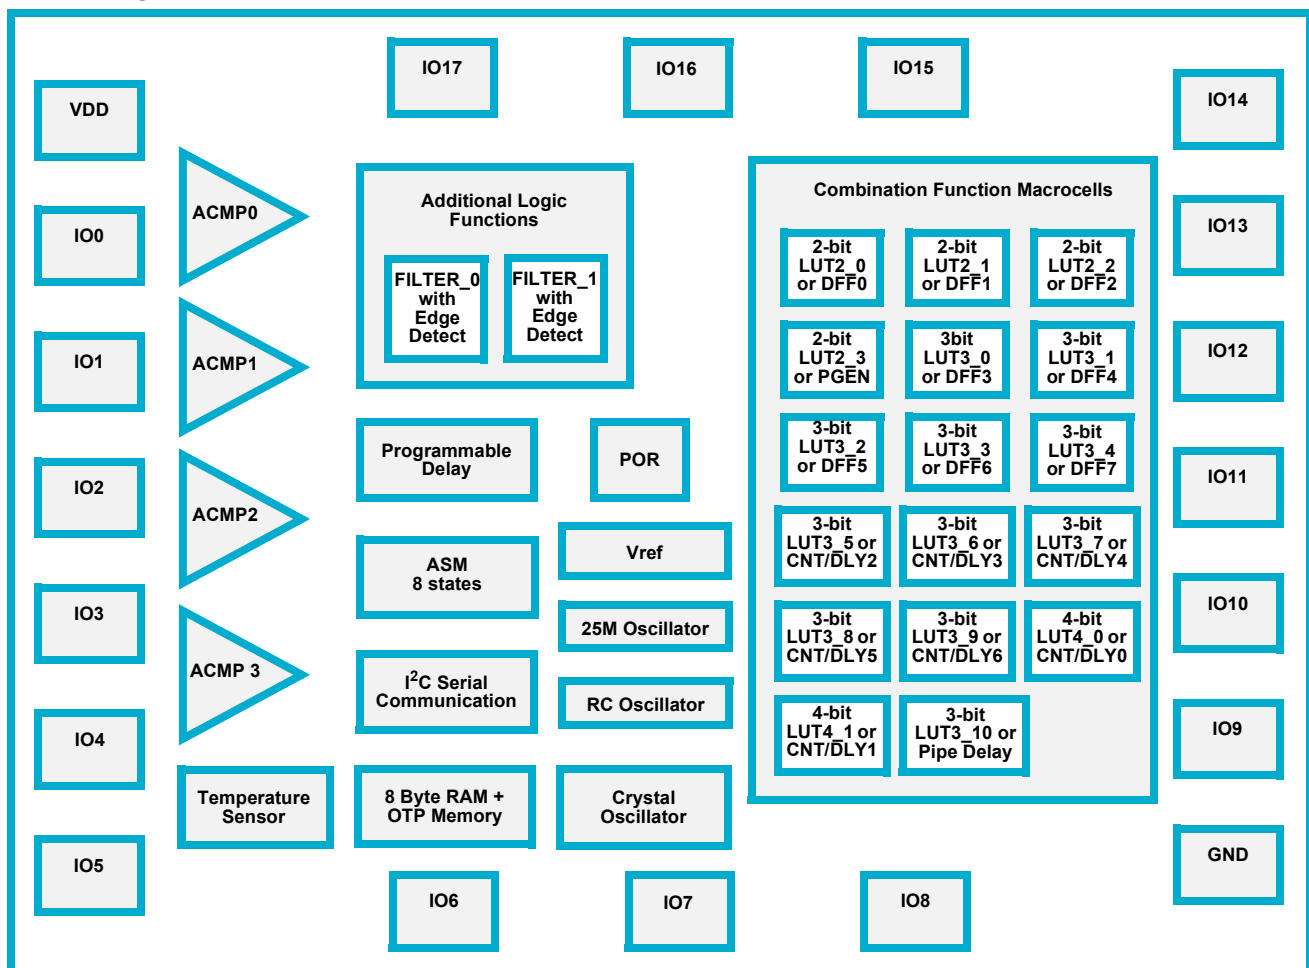 IO17
IO16
IO15
VDD
IO14
ACMP0
Additional Logic
Functions
Combination Function Macrocells
IO0
IO13
FILTER_0
with
Edge
Detect
FILTER_1
with
Edge
Detect
2-bit
LUT2_0
or DFF0
2-bit
LUT2_1
or DFF1
2-bit
LUT2_2
or DFF2
IO1
ACMP1
2-bit
LUT2_3
or PGEN
3bit
LUT3_0
or DFF3
3-bit
LUT3_1
or DFF4
IO12
Programmable
Delay
POR
3-bit
LUT3_2
or DFF5
3-bit
LUT3_3
or DFF6
3-bit
LUT3_4
or DFF7
IO2
ACMP2
IO11
ASM
8 states
Vref
3-bit
LUT3_5 or
CNT/DLY2
3-bit
LUT3_6 or
CNT/DLY3
3-bit
LUT3_7 or
CNT/DLY4
IO3
25M Oscillator
3-bit
LUT3_8 or
CNT/DLY5
3-bit
LUT3_9 or
CNT/DLY6
4-bit
LUT4_0 or
CNT/DLY0
IO10
ACMP 3
I²C Serial
Communication
RC Oscillator
4-bit
LUT4_1 or
CNT/DLY1
3-bit
LUT3_10 or
Pipe Delay
IO4
IO9
Temperature
Sensor
8 Byte RAM +
OTP Memory
Crystal
Oscillator
IO5
GND
IO6
IO7
IO8